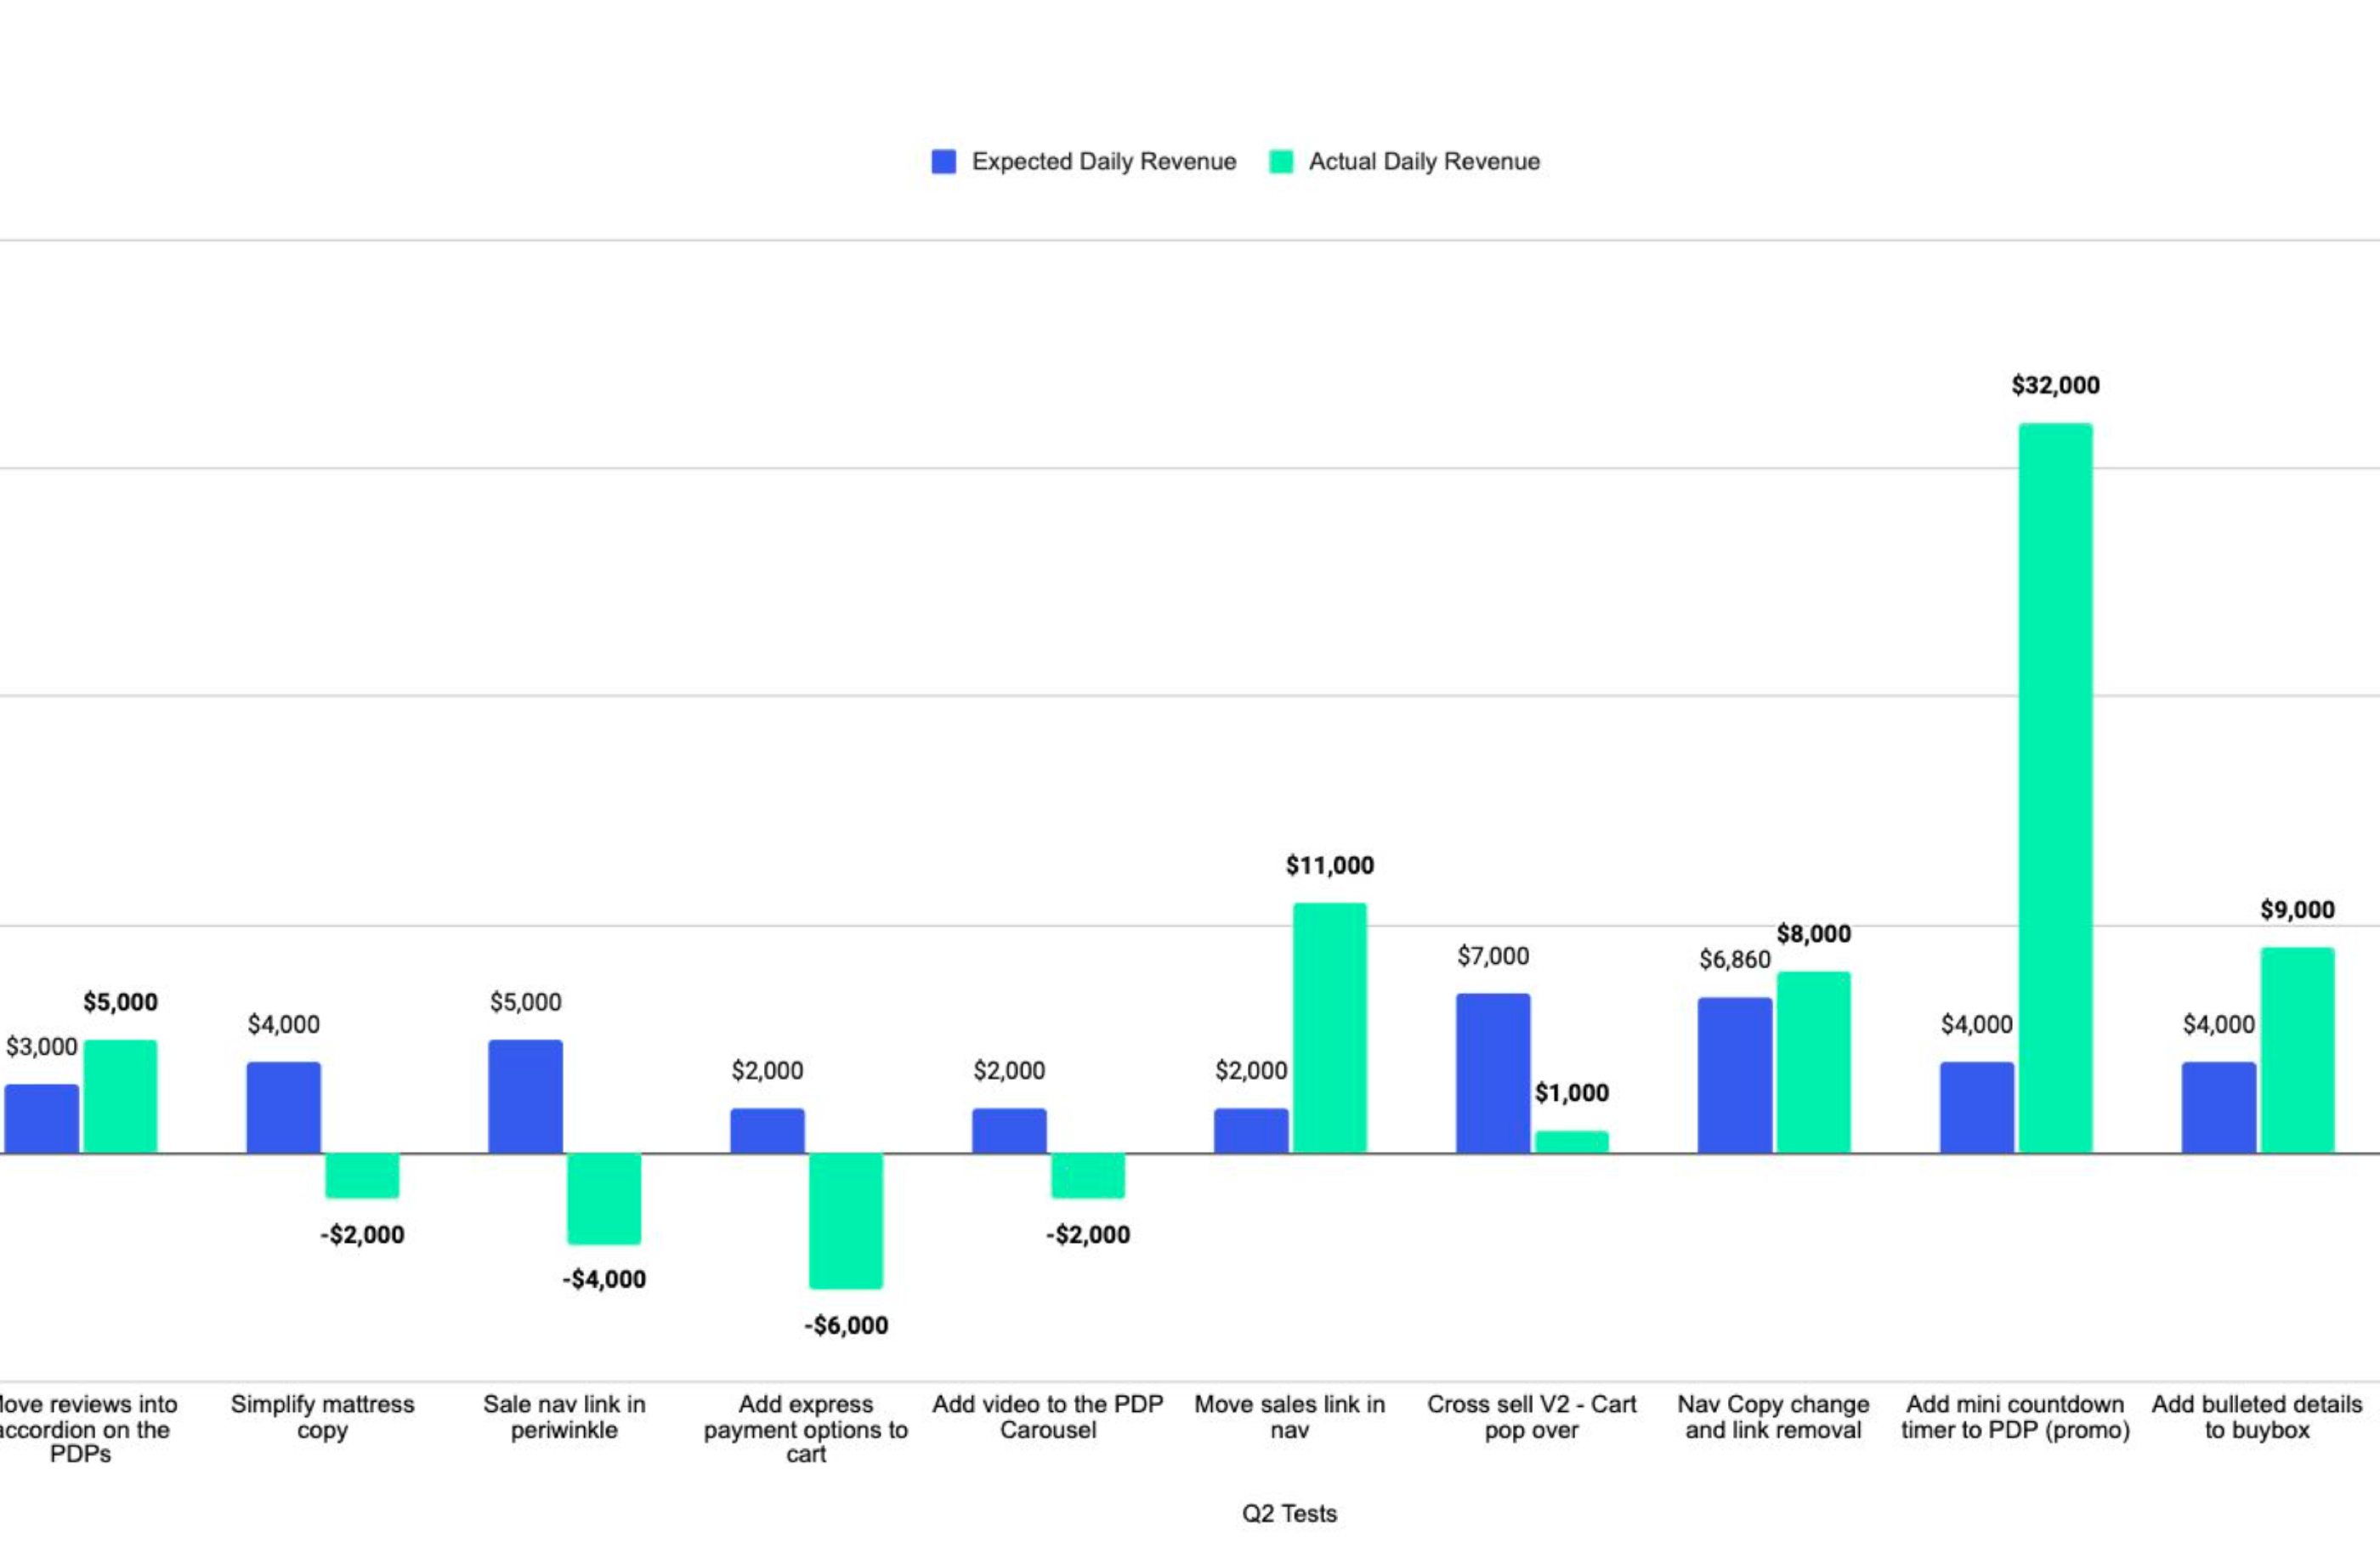 Expected Daily Revenue
Actual Daily Revenue
$32,000
$11,000
$9,000
$8,000
$7,000
$6,860
$5,000
$5,000
$4,000
$4,000
$4,000
$3,000
$2,000
$2,000
$2,000
$1,000
-$2,000
-$2,000
-$4,000
-$6,000
reviews into
accordion on the
PDPs
Simplify mattress
copy
Sale nav link in
periwinkle
Add express
payment options to
cart
Add video to the PDP
Carousel
Move sales link in
nav
Cross sell V2 - Cart
pop over
Nav Copy change
and link removal
Add mini countdown
timer to PDP (promo)
Add bulleted details
to buybox
Q2 Tests